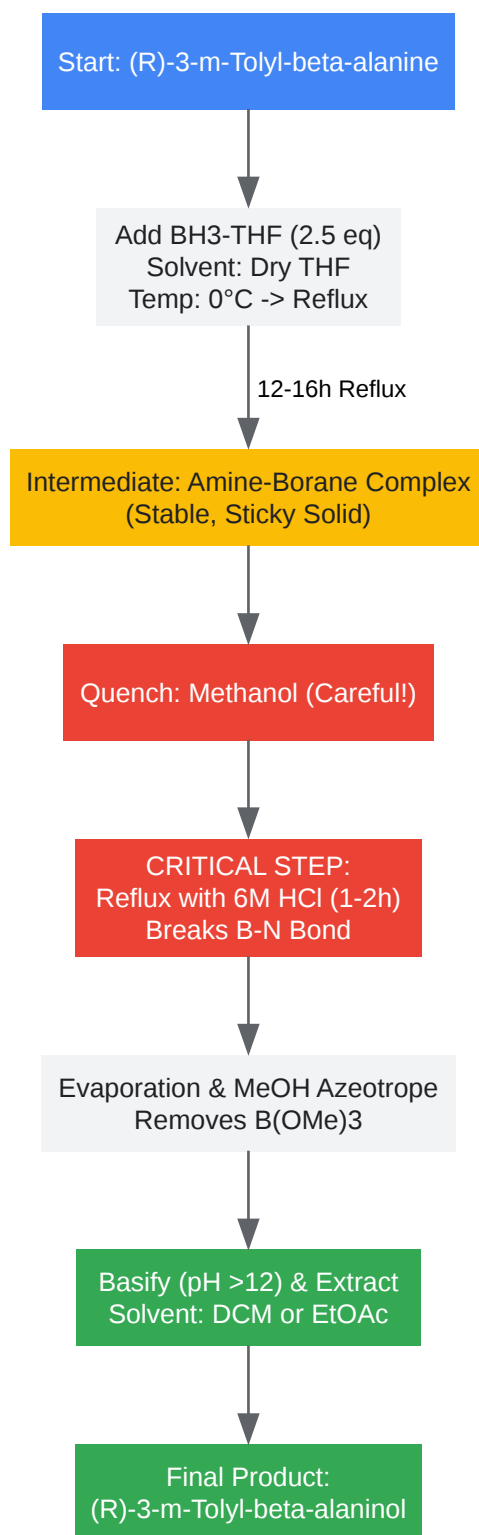 Start: (R)-3-m-Tolyl-beta-alanine
Add BH3-THF (2.5 eq)
Solvent: Dry THF
Temp: 0°C -> Reflux
12-16h Reflux
Intermediate: Amine-Borane Complex
(Stable, Sticky Solid)
Quench: Methanol (Careful!)
CRITICAL STEP:
Reflux with 6M HCl (1-2h)
Breaks B-N Bond
Evaporation & MeOH Azeotrope
Removes B(OMe)3
Basify (pH >12) & Extract
Solvent: DCM or EtOAc
Final Product:
(R)-3-m-Tolyl-beta-alaninol